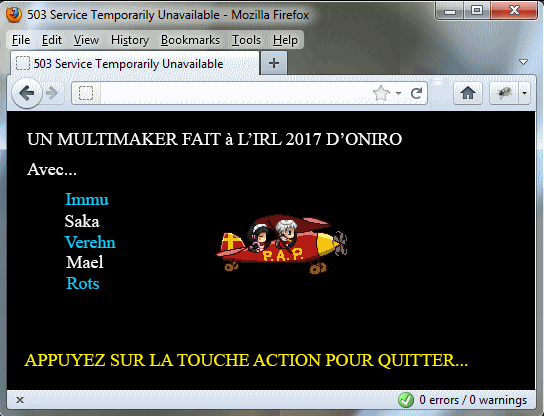 503 Service Temporarily Unavailable - Mozilla Firefox
File Edit View History Bookmarks Tools Help
503 Service Temporarily Unavailable
UN MULTIMAKER FAIT à L’IRL 2017 D’ONIRO
Avec...
Immu
Saka
Verehn
Mael
Rots
P.A.P.
APPUYEZ SUR LA TOUCHE ACTION POUR QUITTER...
0 errors / 0 warnings